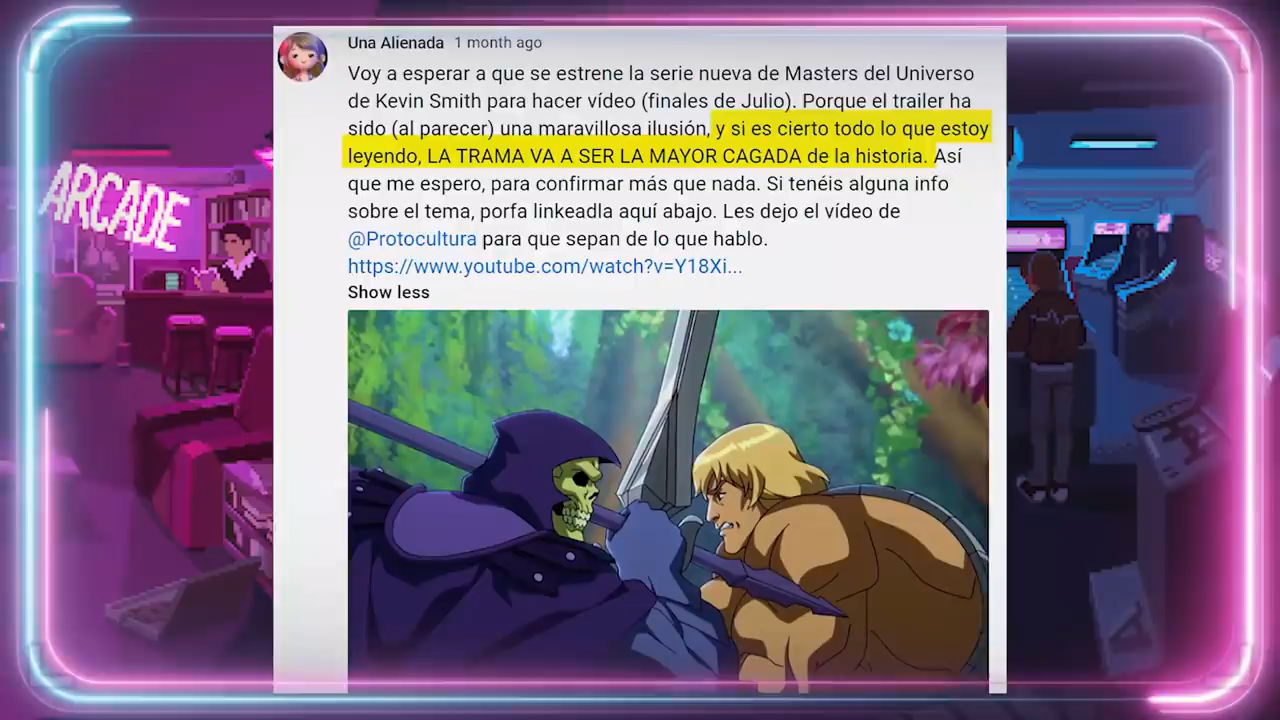 Una Alienada 1 month ago
Voy a esperar a que se estrene la serie nueva de Masters del Universo
de Kevin Smith para hacer vídeo (finales de Julio). Porque el trailer ha
sido (al parecer) una maravillosa ilusión, y si es cierto todo lo que estoy
leyendo, LA TRAMA VA A SER LA MAYOR CAGADA de la historia. Así
que me espero, para confirmar más que nada. Si tenéis alguna info
sobre el tema, porfa linkeadla aquí abajo. Les dejo el vídeo de
@Protocultura para que sepan de lo que hablo.
https://www.youtube.com/watch?v=Y18Xi...
Show less
ARCADE